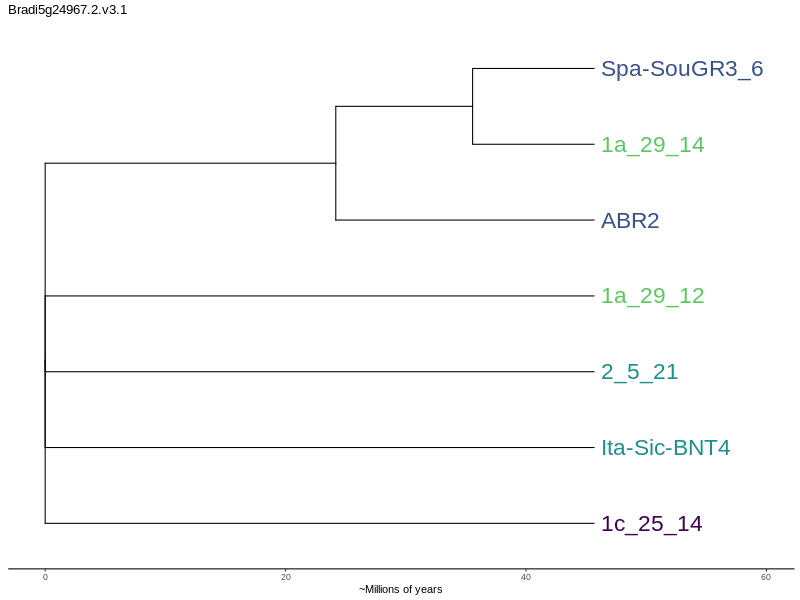 Bradi5g24967.2.v3.1
Spa-SouGR3_6
1a_29_14
ABR2
1a_29_12
2_5_21
Ita-Sic-BNT4
1c_25_14
0 20 40 60
~Millions of years